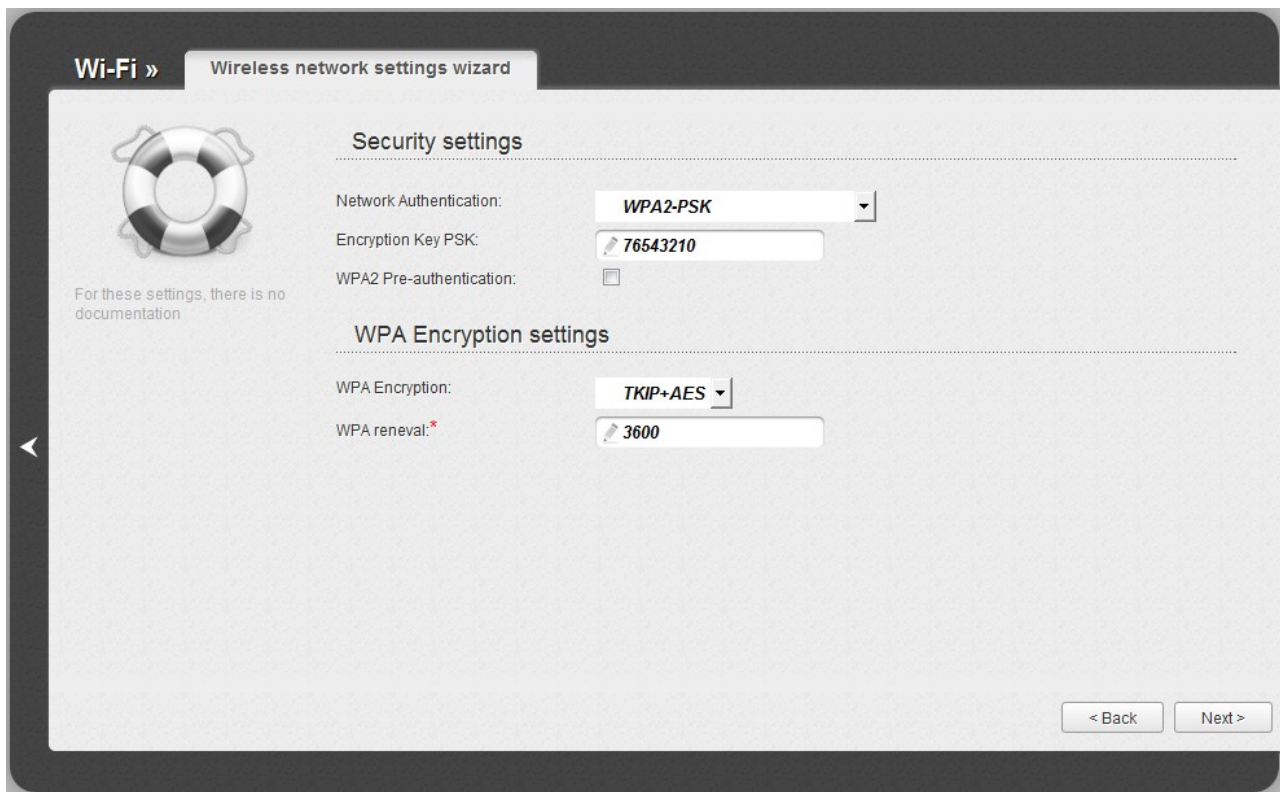 Wi-Fi » Wireless network settings wizard
For these settings, there is no
documentation
Security settings
Network Authentication: WPA2-PSK
Encryption Key PSK: 76543210
WPA2 Pre-authentication:
WPA Encryption settings
WPA Encryption: TKIP+AES
WPA reneval:* 3600
< Back Next >